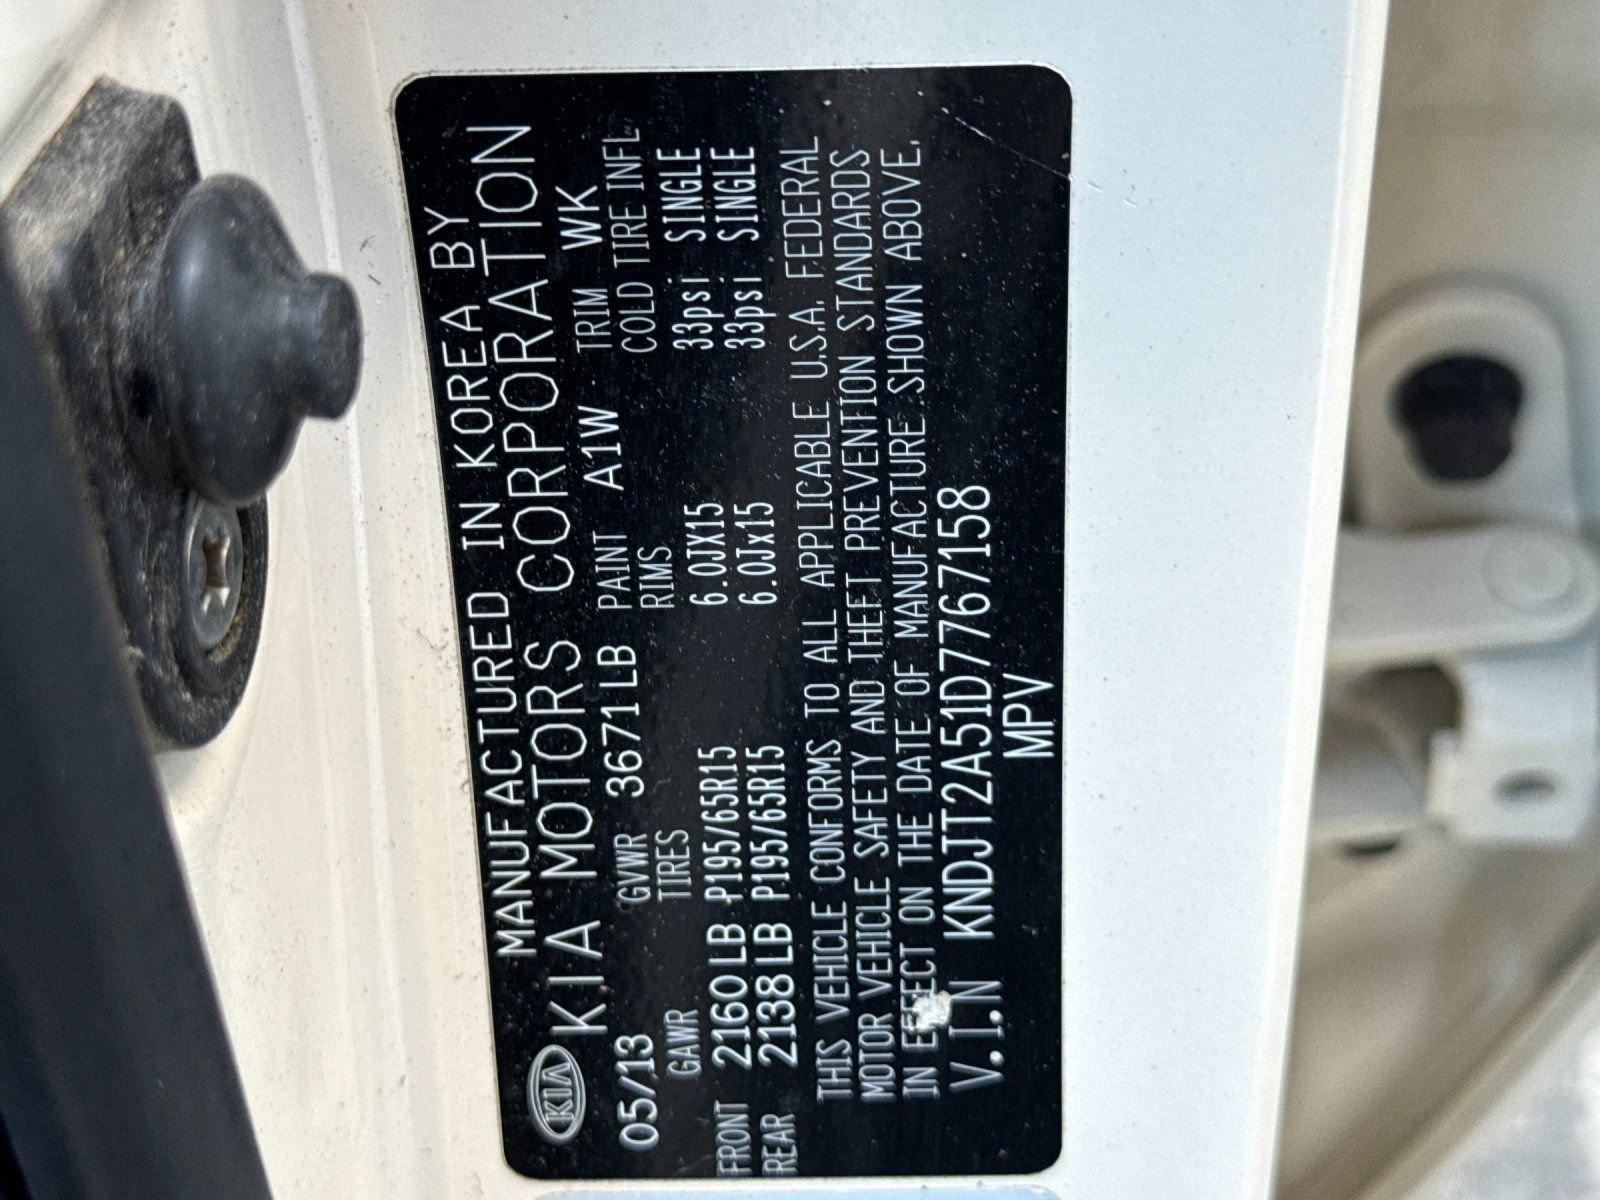 MANUFACTURED IN KOREA BY
KIA KIA MOTORS CORPORATION
05/13 GVWR 3671LB PAINT A1W TRIM WK
GAWR TIRES RIMS COLD TIRE INFL
FRONT 2160LB P195/65R15 6.0JX15 33psi SINGLE
REAR 2138LB P195/65R15 6.0Jx15 33psi SINGLE
THIS VEHICLE CONFORMS TO ALL APPLICABLE U.S.A. FEDERAL
MOTOR VEHICLE SAFETY AND THEFT PREVENTION STANDARDS
IN EFFECT ON THE DATE OF MANUFACTURE SHOWN ABOVE.
V.I.N KNDJT2A51D7767158
MPV